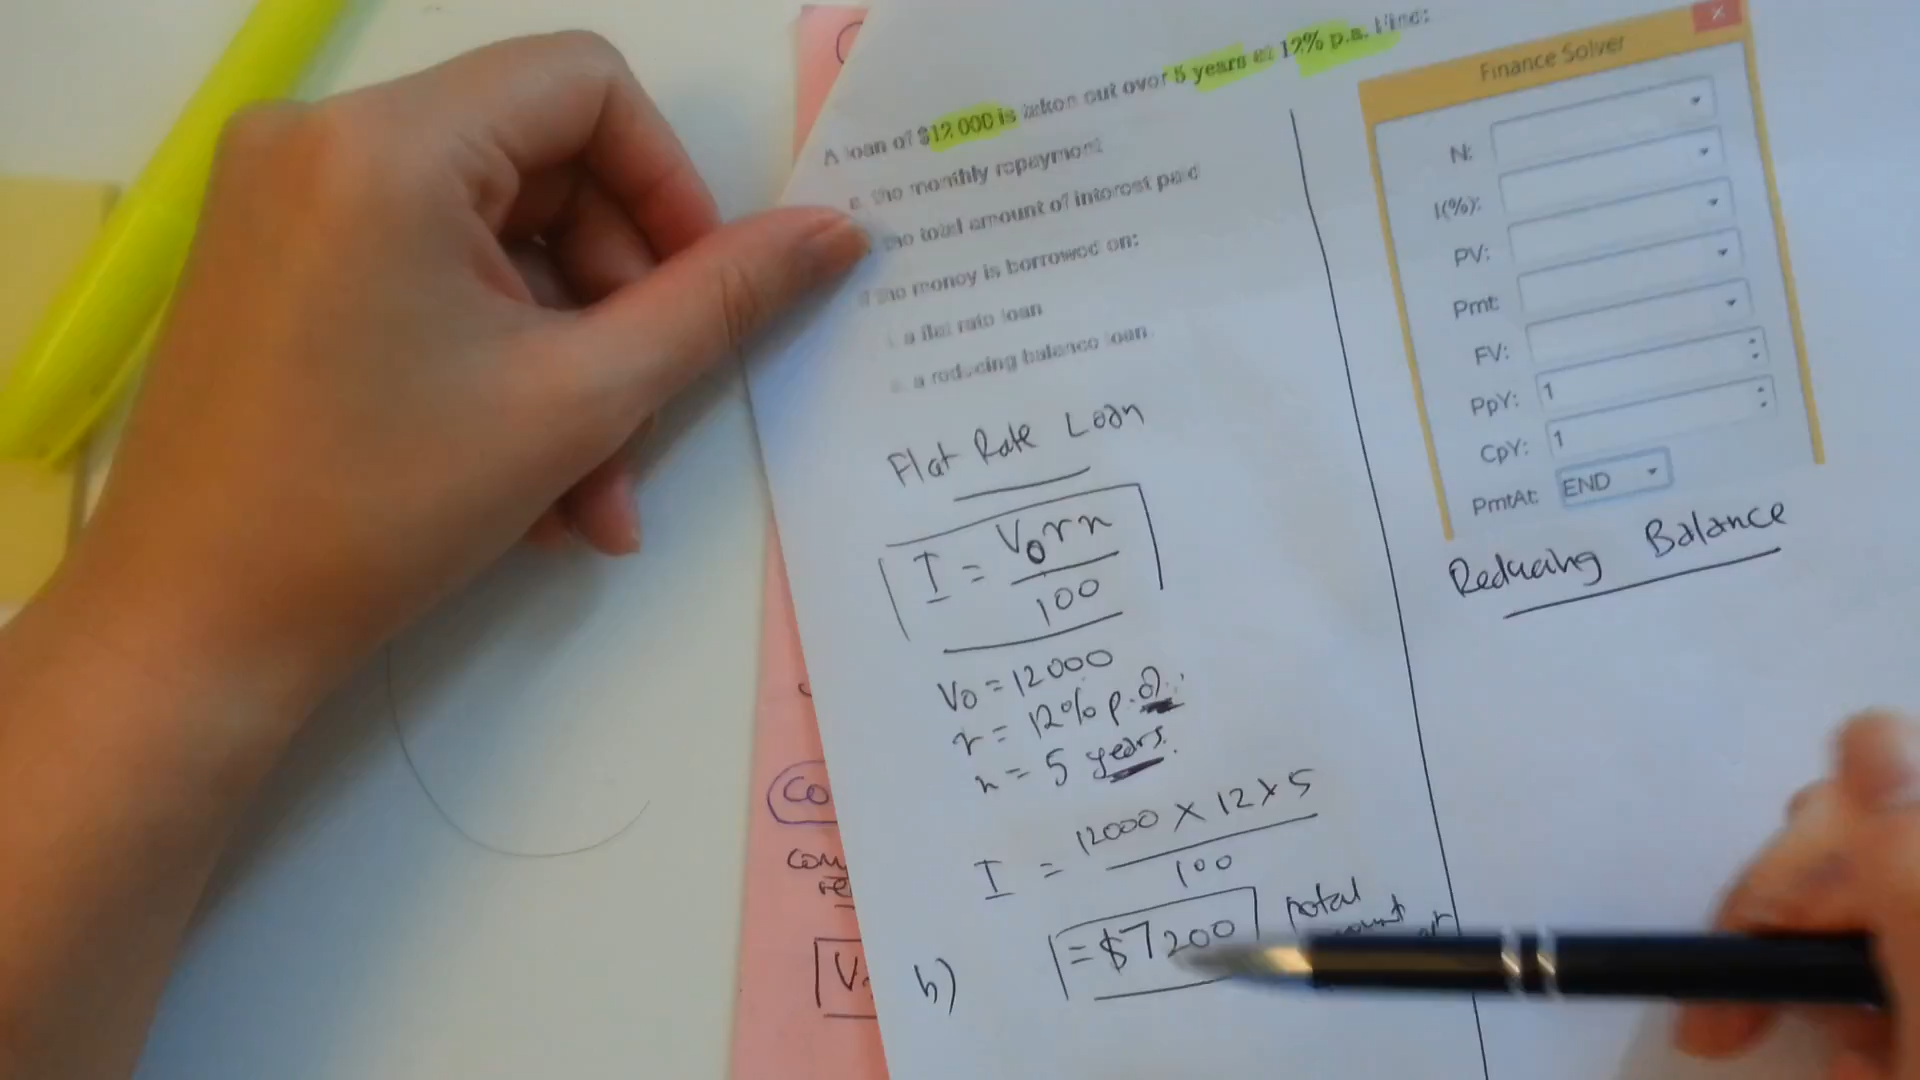 A loan of $12 000 is taken out over 5 years at 12% p.a. Find:
the monthly repayment
the total amount of interest paid
the money is borrowed on:
a flat rate loan
a reducing balance loan
Flat Rate Loan
I = V₀rn
100
V₀ = 12000
r = 12% p.a.
n = 5 years.
I = 12000 × 12 × 5
100
b) = $7200 total
Finance Solver
N:
I(%):
PV:
Pmt:
FV:
PpY: 1
CpY: 1
PmtAt: END
Reducing Balance
co
com
re
V